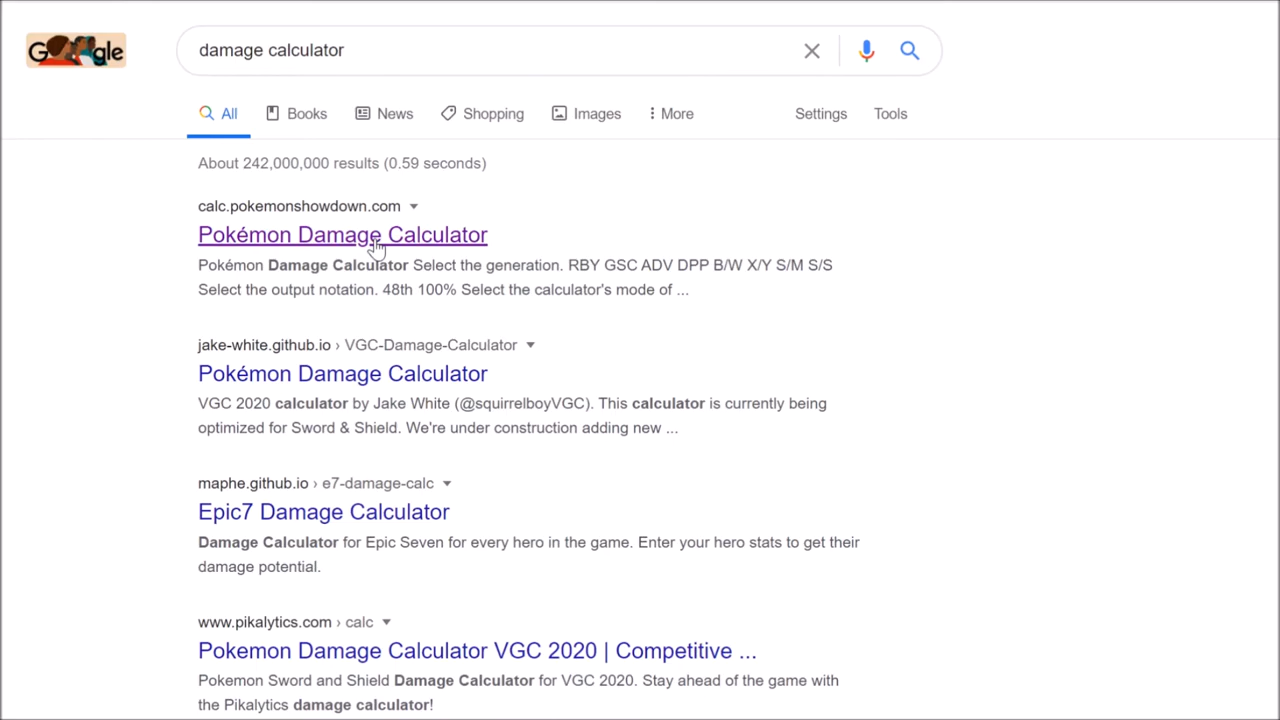 Google
damage calculator
All Books News Shopping Images More Settings Tools
About 242,000,000 results (0.59 seconds)
calc.pokemonshowdown.com
Pokémon Damage Calculator
Pokémon Damage Calculator Select the generation. RBY GSC ADV DPP B/W X/Y S/M S/S
Select the output notation. 48th 100% Select the calculator's mode of ...
jake-white.github.io › VGC-Damage-Calculator
Pokémon Damage Calculator
VGC 2020 calculator by Jake White (@squirrelboyVGC). This calculator is currently being
optimized for Sword & Shield. We're under construction adding new ...
maphe.github.io › e7-damage-calc
Epic7 Damage Calculator
Damage Calculator for Epic Seven for every hero in the game. Enter your hero stats to get their
damage potential.
www.pikalytics.com › calc
Pokemon Damage Calculator VGC 2020 | Competitive ...
Pokemon Sword and Shield Damage Calculator for VGC 2020. Stay ahead of the game with
the Pikalytics damage calculator!